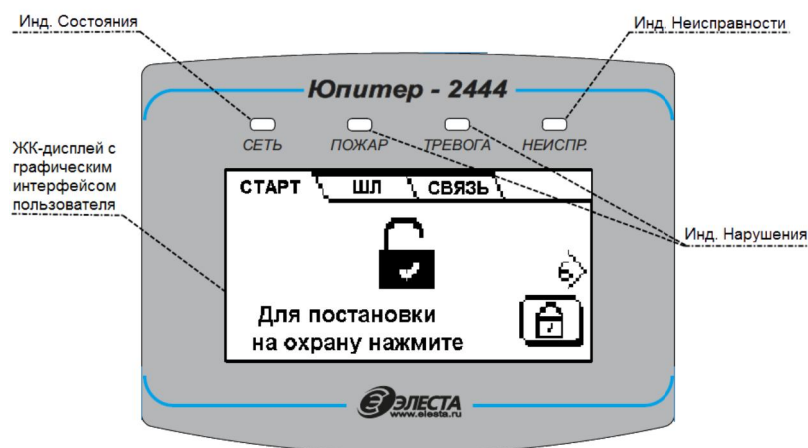 Инд. Состояния
Инд. Неисправности
Юпитер - 2444
СЕТЬ ПОЖАР ТРЕВОГА НЕИСПР.
ЖК-дисплей с
графическим
интерфейсом
пользователя
СТАРТ ШЛ СВЯЗЬ
Инд. Нарушения
Для постановки
на охрану нажмите
ЭЛЕСТА
www.elesta.ru